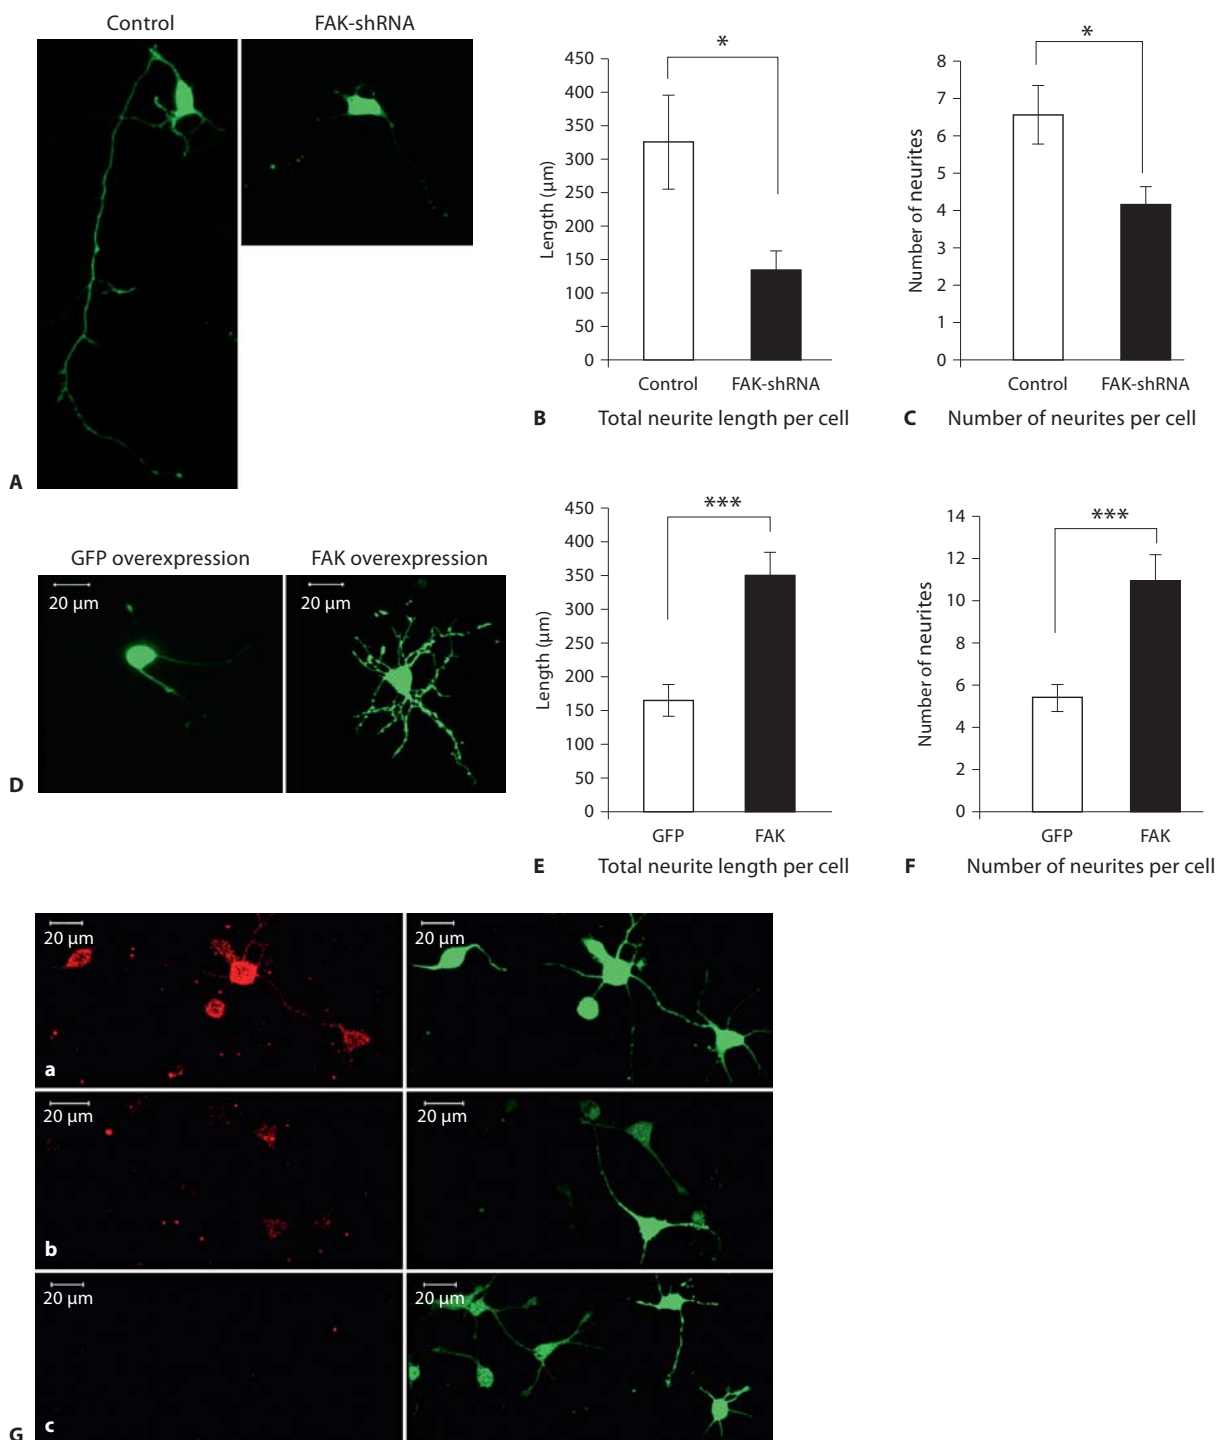 Control
FAK-shRNA
A
*
450
400
350
300
250
200
150
100
50
0
Length (µm)
Control
FAK-shRNA
B Total neurite length per cell
*
8
7
6
5
4
3
2
1
0
Number of neurites
Control
FAK-shRNA
C Number of neurites per cell
GFP overexpression
FAK overexpression
20 µm
20 µm
D
***
450
400
350
300
250
200
150
100
50
0
Length (µm)
GFP
FAK
E Total neurite length per cell
***
14
12
10
8
6
4
2
0
Number of neurites
GFP
FAK
F Number of neurites per cell
20 µm
20 µm
a
20 µm
20 µm
b
20 µm
20 µm
c
G